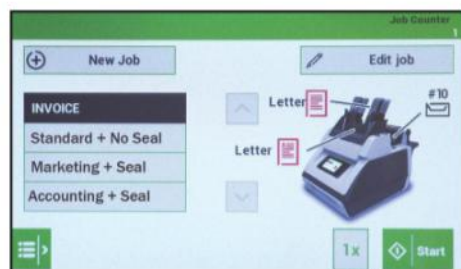 Job Counter
1
New Job
Edit job
INVOICE
Standard + No Seal
Marketing + Seal
Accounting + Seal
Letter
Letter
#10
1x
Start